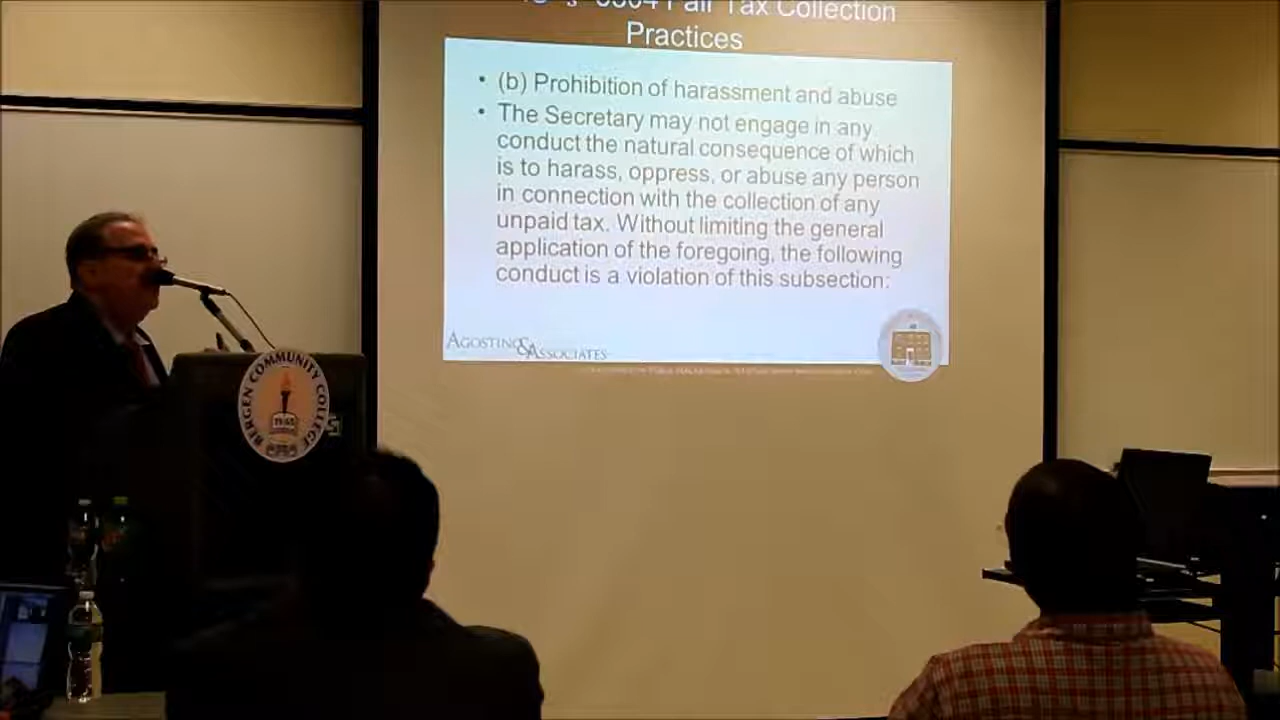 6304 Fair Tax Collection
Practices
• (b) Prohibition of harassment and abuse
• The Secretary may not engage in any
conduct the natural consequence of which
is to harass, oppress, or abuse any person
in connection with the collection of any
unpaid tax. Without limiting the general
application of the foregoing, the following
conduct is a violation of this subsection:
AGOSTINO & ASSOCIATES
BERGEN COMMUNITY COLLEGE
1965